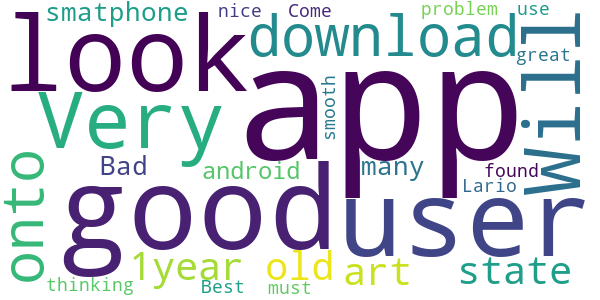 smatphone nice Come problem use
look download great
app Will
Very smooth
onto Bad android many found
good user Lario
1year old art state
thinking Best must